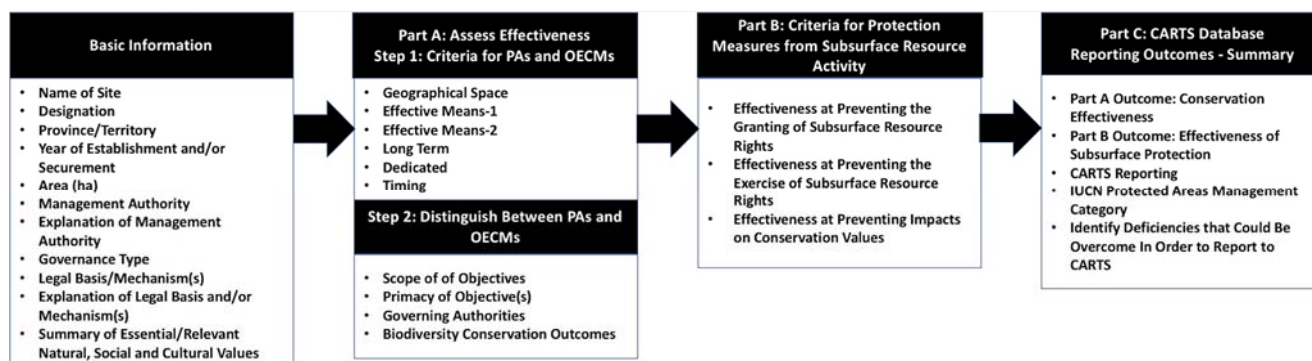 Basic Information
• Name of Site
• Designation
• Province/Territory
• Year of Establishment and/or
Securement
• Area (ha)
• Management Authority
• Explanation of Management
Authority
• Governance Type
• Legal Basis/Mechanism(s)
• Explanation of Legal Basis and/or
Mechanism(s)
• Summary of Essential/Relevant
Natural, Social and Cultural Values
Part A: Assess Effectiveness
Step 1: Criteria for PAs and OECMs
• Geographical Space
• Effective Means-1
• Effective Means-2
• Long Term
• Dedicated
• Timing
Step 2: Distinguish Between PAs and
OECMs
• Scope of of Objectives
• Primacy of Objective(s)
• Governing Authorities
• Biodiversity Conservation Outcomes
Part B: Criteria for Protection
Measures from Subsurface Resource
Activity
• Effectiveness at Preventing the
Granting of Subsurface Resource
Rights
• Effectiveness at Preventing the
Exercise of Subsurface Resource
Rights
• Effectiveness at Preventing Impacts
on Conservation Values
Part C: CARTS Database
Reporting Outcomes - Summary
• Part A Outcome: Conservation
Effectiveness
• Part B Outcome: Effectiveness of
Subsurface Protection
• CARTS Reporting
• IUCN Protected Areas Management
Category
• Identify Deficiencies that Could Be
Overcome In Order to Report to
CARTS